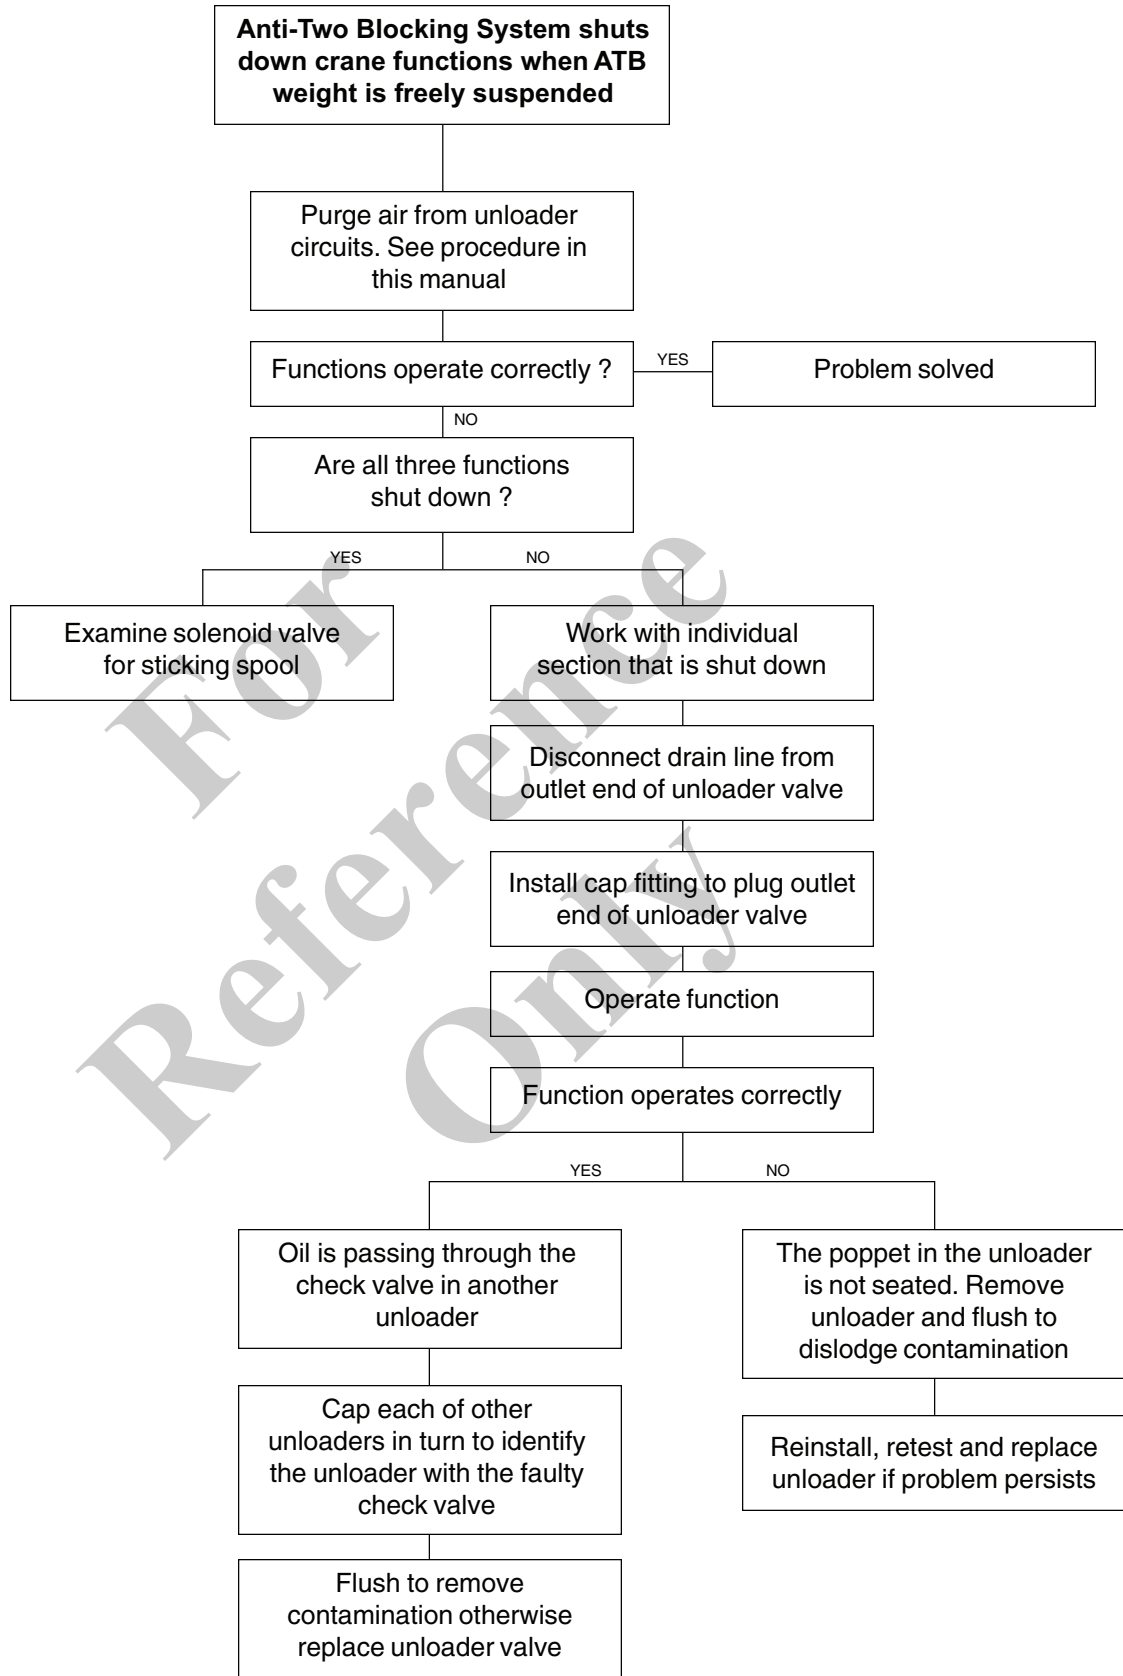 Anti-Two Blocking System shuts
down crane functions when ATB
weight is freely suspended
Purge air from unloader
circuits. See procedure in
this manual
Functions operate correctly ?
YES
Problem solved
NO
Are all three functions
shut down ?
YES
NO
Examine solenoid valve
for sticking spool
Work with individual
section that is shut down
Disconnect drain line from
outlet end of unloader valve
Install cap fitting to plug outlet
end of unloader valve
Operate function
Function operates correctly
YES
NO
Oil is passing through the
check valve in another
unloader
The poppet in the unloader
is not seated. Remove
unloader and flush to
dislodge contamination
Cap each of other
unloaders in turn to identify
the unloader with the faulty
check valve
Reinstall, retest and replace
unloader if problem persists
Flush to remove
contamination otherwise
replace unloader valve
For
Reference
Only